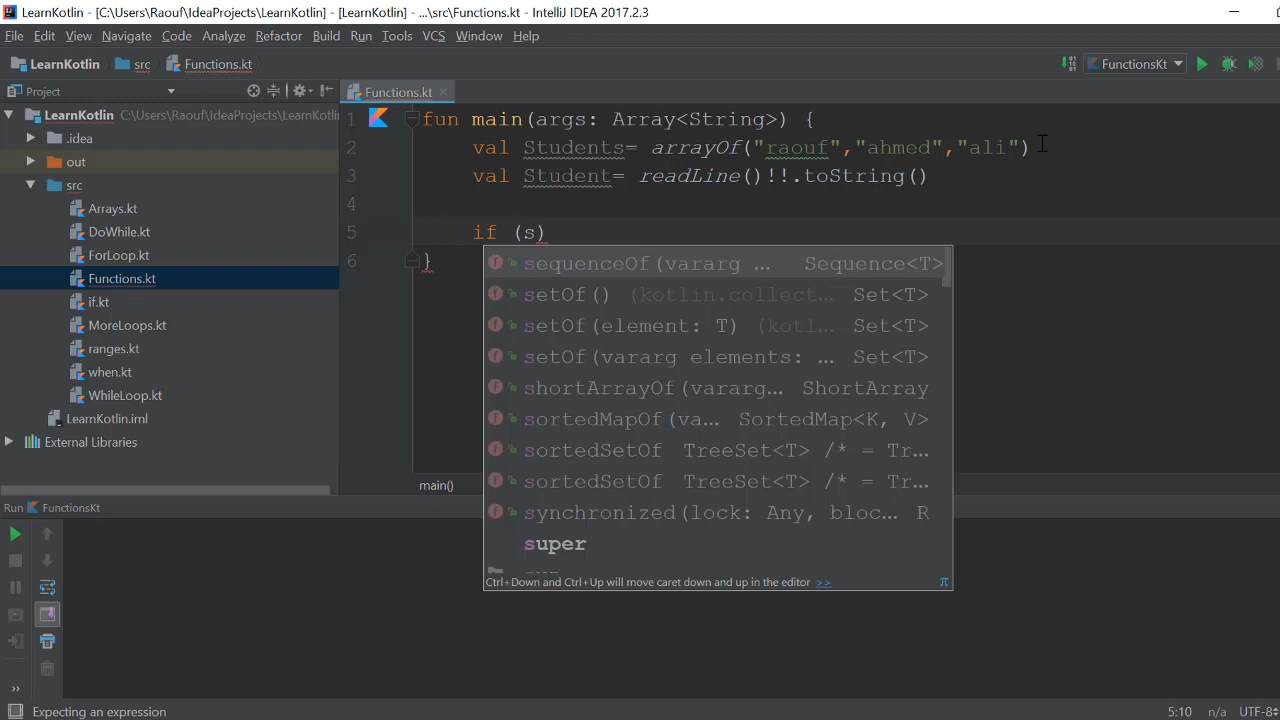 LearnKotlin - [C:\Users\Raouf\IdeaProjects\LearnKotlin] - [LearnKotlin] - ...\src\Functions.kt - IntelliJ IDEA 2017.2.3
File Edit View Navigate Code Analyze Refactor Build Run Tools VCS Window Help
LearnKotlin src Functions.kt FunctionsKt
Project Functions.kt
LearnKotlin C:\Users\Raouf\IdeaProjects\LearnKotlin
.idea
out
src
Arrays.kt
DoWhile.kt
ForLoop.kt
Functions.kt
if.kt
MoreLoops.kt
ranges.kt
when.kt
WhileLoop.kt
LearnKotlin.iml
External Libraries
1 fun main(args: Array<String>) {
2 val Students= arrayOf("raouf","ahmed","ali")
3 val Student= readLine()!!.toString()
4
5 if (s)
6 }
sequenceOf(vararg ... Sequence<T>
setOf() (kotlin.collect... Set<T>
setOf(element: T) (kotl... Set<T>
setOf(vararg elements: ... Set<T>
shortArrayOf(vararg... ShortArray
sortedMapOf(va... SortedMap<K, V>
sortedSetOf TreeSet<T> /* = Tr...
sortedSetOf TreeSet<T> /* = Tr...
synchronized(lock: Any, bloc... R
super
Ctrl+Down and Ctrl+Up will move caret down and up in the editor >> π
main()
Run FunctionsKt
Expecting an expression 5:10 n/a UTF-8